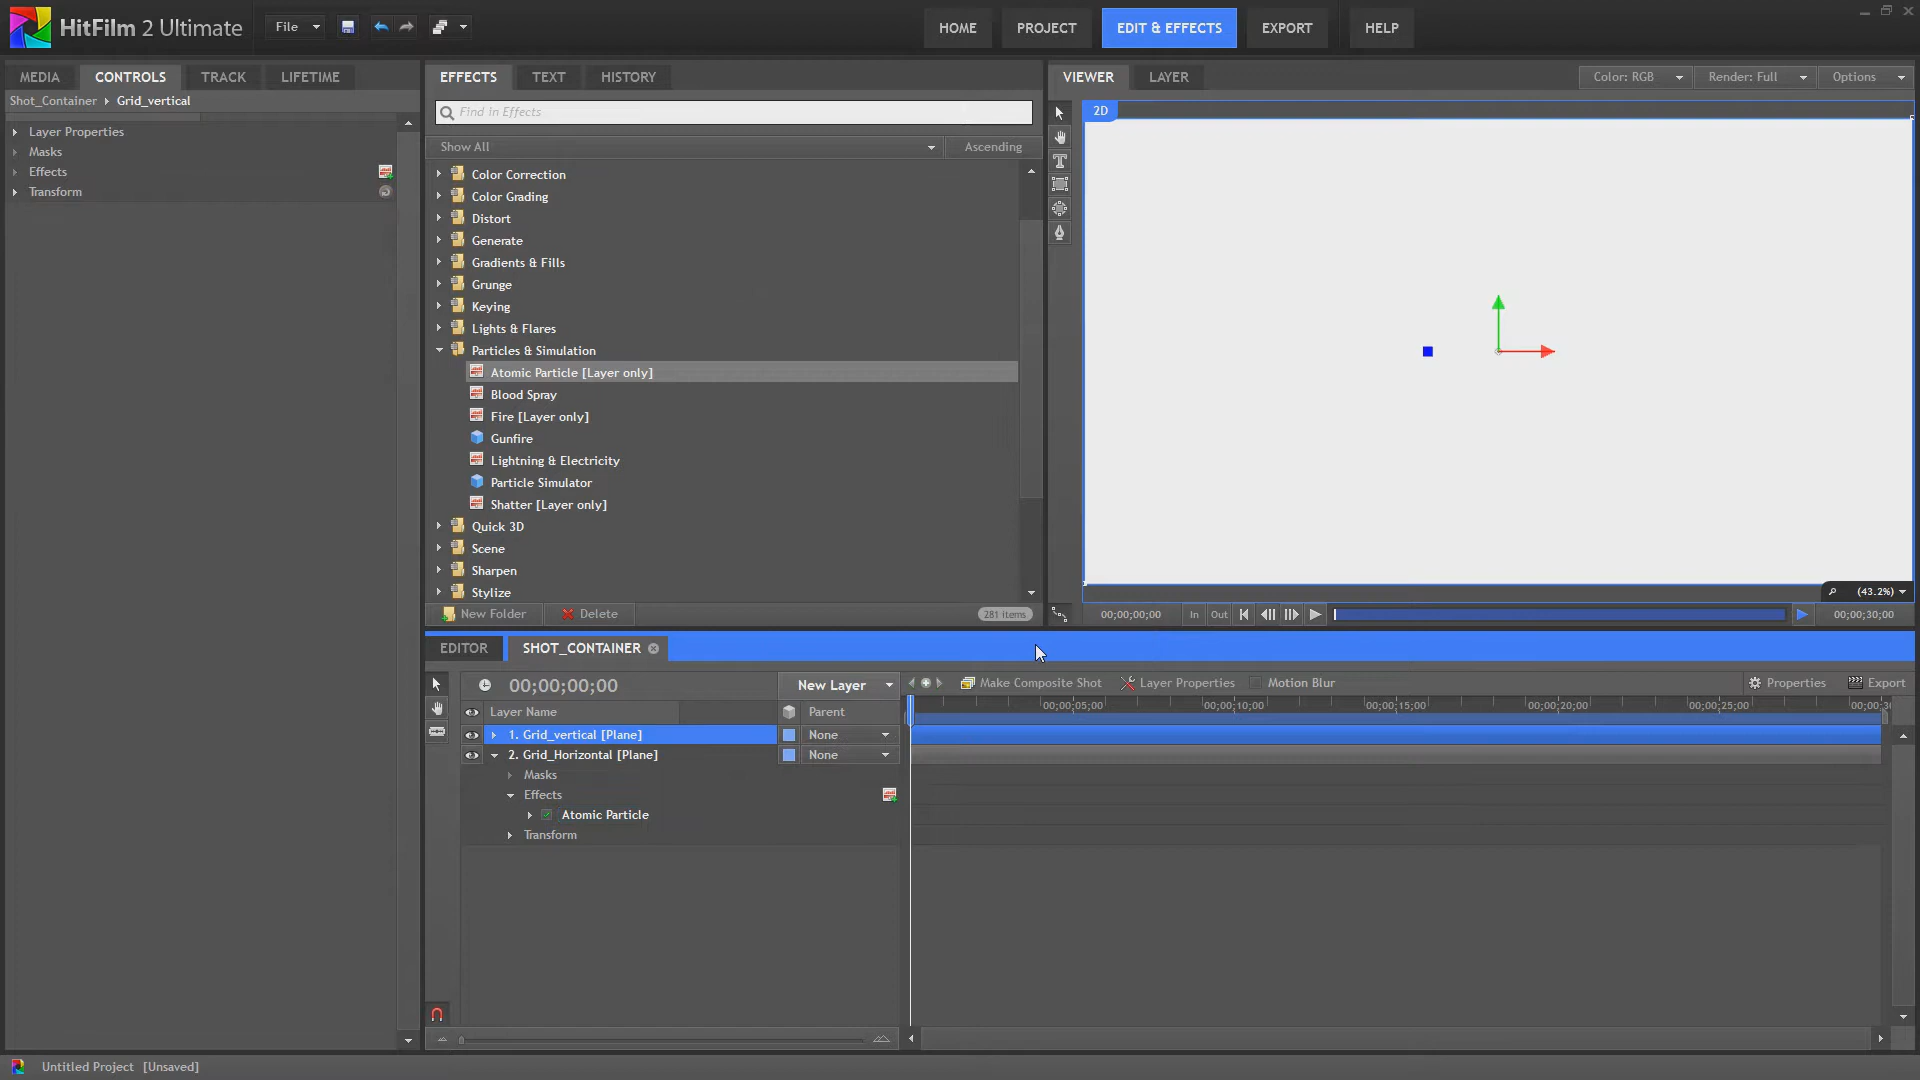 HitFilm 2 Ultimate File HOME PROJECT EDIT & EFFECTS EXPORT HELP
MEDIA CONTROLS TRACK LIFETIME
Shot_Container Grid_vertical
Layer Properties
Masks
Effects
Transform
EFFECTS TEXT HISTORY
Find in Effects
Show All Ascending
Color Correction
Color Grading
Distort
Generate
Gradients & Fills
Grunge
Keying
Lights & Flares
Particles & Simulation
Atomic Particle [Layer only]
Blood Spray
Fire [Layer only]
Gunfire
Lightning & Electricity
Particle Simulator
Shatter [Layer only]
Quick 3D
Scene
Sharpen
Stylize
New Folder Delete 281 items
VIEWER LAYER Color: RGB Render: Full Options
2D
(43.2%)
00;00;00;00 In Out 00;00;30;00
EDITOR SHOT_CONTAINER
00;00;00;00 New Layer Make Composite Shot Layer Properties Motion Blur Properties Export
Layer Name Parent 00;00;05;00 00;00;10;00 00;00;15;00 00;00;20;00 00;00;25;00 00;00;30
1. Grid_vertical [Plane] None
2. Grid_Horizontal [Plane] None
Masks
Effects
Atomic Particle
Transform
Untitled Project [Unsaved]